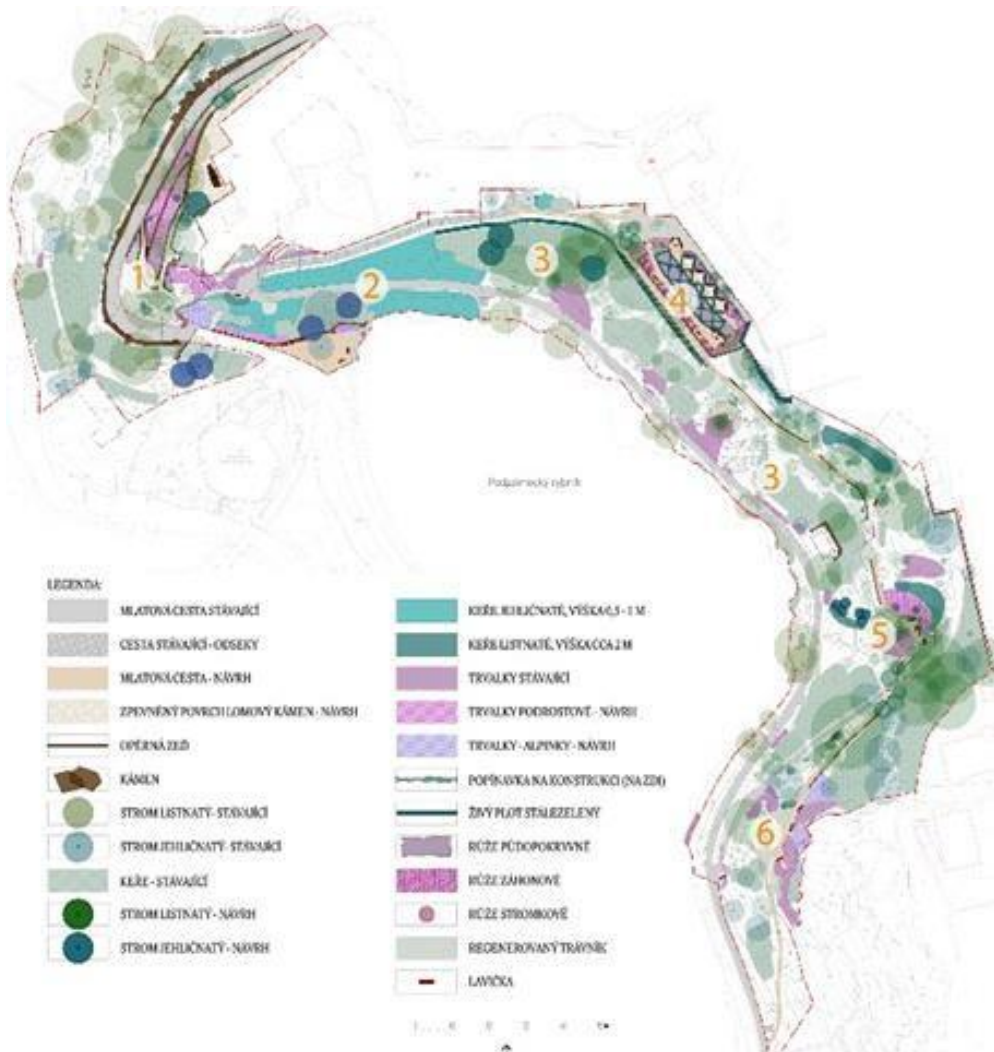 1
2
3
4
3
5
6
LEGENDA:
MLATOVÁ CESTA STÁVAJÍCÍ
CESTA STÁVAJÍCÍ - ODSEKY
MLATOVÁ CESTA - NÁVRH
ZPEVNĚNÝ POVRCH LOMOVÝ KÁMEN - NÁVRH
OPĚRNÁ ZEĎ
KÁMEN
STROM LISTNATÝ - STÁVAJÍCÍ
STROM JEHLIČNATÝ - STÁVAJÍCÍ
KEŘE - STÁVAJÍCÍ
STROM LISTNATÝ - NÁVRH
STROM JEHLIČNATÝ - NÁVRH
KEŘE JEHLIČNATÉ, VÝŠKA 0,5 - 1 M
KEŘE LISTNATÉ, VÝŠKA CCA 2 M
TRVALKY STÁVAJÍCÍ
TRVALKY PODROSTOVÉ - NÁVRH
TRVALKY - ALPINKY - NÁVRH
POPÍNAVKA NA KONSTRUKCI (NA ZDI)
ŽIVÝ PLOT STÁLEZELENÝ
RŮŽE PŮDOPOKRYVNÉ
RŮŽE ZÁHONOVÉ
RŮŽE STROMKOVÉ
REGENEROVANÝ TRÁVNÍK
LAVIČKA